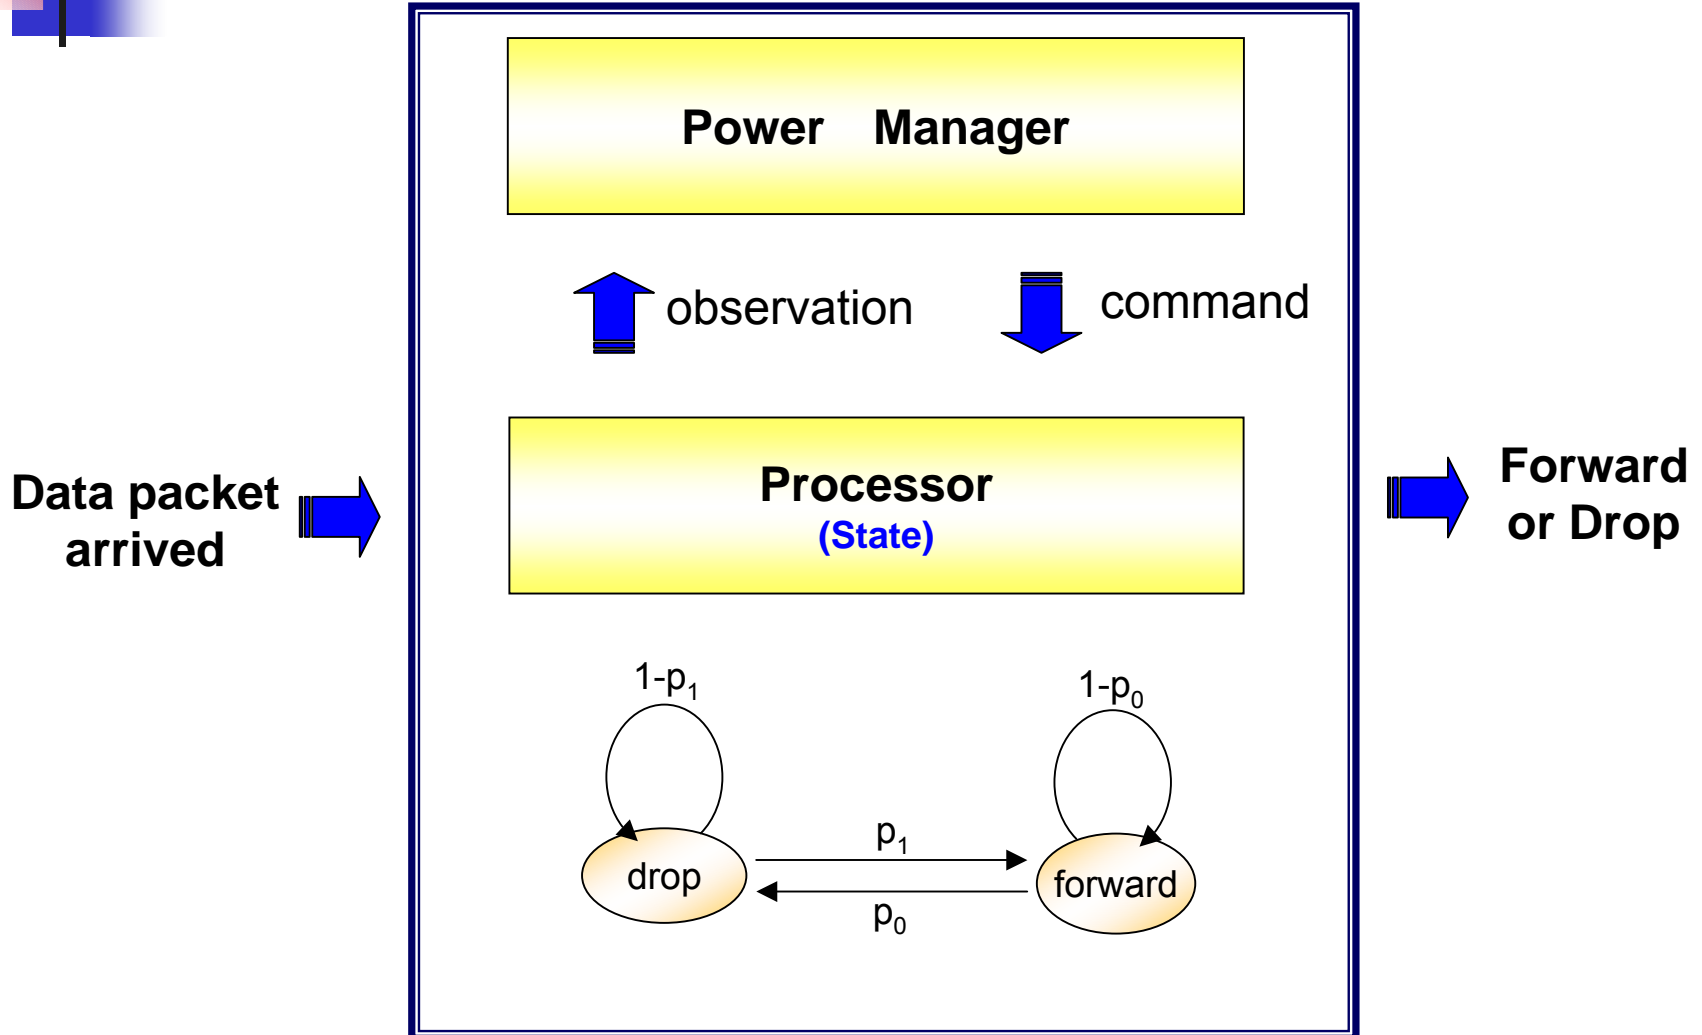 Power Manager
observation
command
Data packet
arrived
Processor
(State)
Forward
or Drop
1-p₁
1-p₀
p₁
drop
forward
p₀